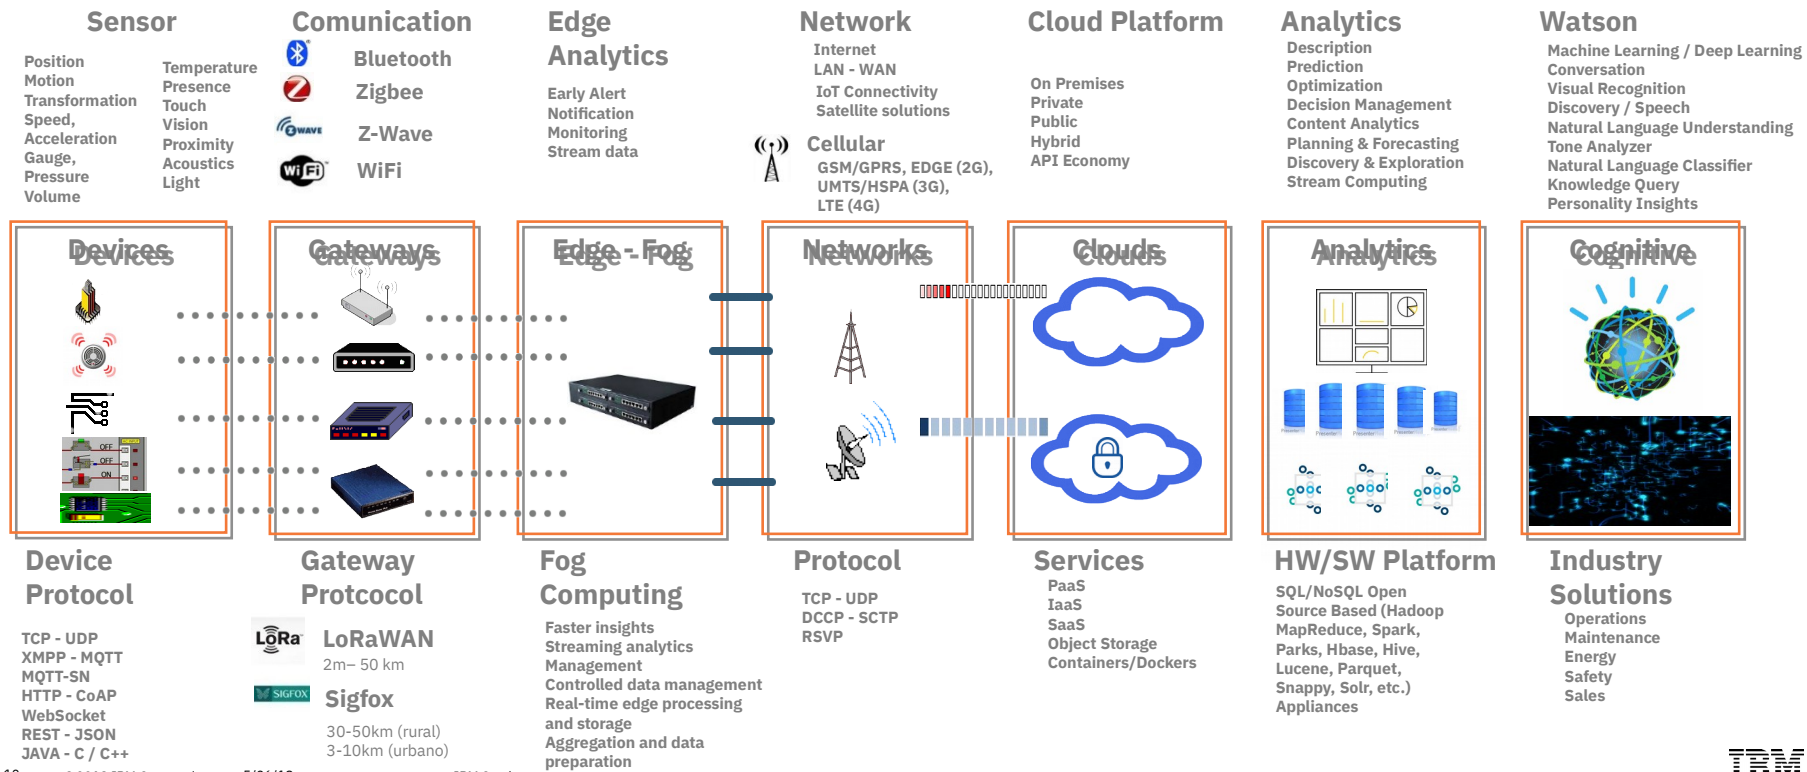 Sensor
Position
Motion
Transformation
Speed,
Acceleration
Gauge,
Pressure
Volume
Temperature
Presence
Touch
Vision
Proximity
Acoustics
Light
Comunication
Bluetooth
Zigbee
Z-Wave
WiFi
Edge
Analytics
Early Alert
Notification
Monitoring
Stream data
Network
Internet
LAN - WAN
IoT Connectivity
Satellite solutions
Cellular
GSM/GPRS, EDGE (2G),
UMTS/HSPA (3G),
LTE (4G)
Cloud Platform
On Premises
Private
Public
Hybrid
API Economy
Analytics
Description
Prediction
Optimization
Decision Management
Content Analytics
Planning & Forecasting
Discovery & Exploration
Stream Computing
Watson
Machine Learning / Deep Learning
Conversation
Visual Recognition
Discovery / Speech
Natural Language Understanding
Tone Analyzer
Natural Language Classifier
Knowledge Query
Personality Insights
Devices
OFF
OFF
ON
Gateways
Edge - Fog
Networks
Clouds
Analytics
Presenter
Presenter
Presenter
Presenter
Presenter
Cognitive
Device
Protocol
TCP - UDP
XMPP - MQTT
MQTT-SN
HTTP - CoAP
WebSocket
REST - JSON
JAVA - C / C++
Gateway
Protcocol
LoRa
LoRaWAN
2m– 50 km
SIGFOX
Sigfox
30-50km (rural)
3-10km (urbano)
Fog
Computing
Faster insights
Streaming analytics
Management
Controlled data management
Real-time edge processing
and storage
Aggregation and data
preparation
Protocol
TCP - UDP
DCCP - SCTP
RSVP
Services
PaaS
IaaS
SaaS
Object Storage
Containers/Dockers
HW/SW Platform
SQL/NoSQL Open
Source Based (Hadoop
MapReduce, Spark,
Parks, Hbase, Hive,
Lucene, Parquet,
Snappy, Solr, etc.)
Appliances
Industry
Solutions
Operations
Maintenance
Energy
Safety
Sales
IBM